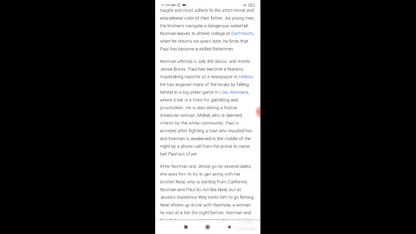 taught and must adhere to the strict moral and
educational code of their father. As young men,
the brothers navigate a dangerous waterfall.
Norman leaves to attend college at Dartmouth;
when he returns six years later, he finds that
Paul has become a skilled fisherman.
Norman attends a July 4th dance, and meets
Jessie Burns. Paul has become a fearless
muckraking reporter at a newspaper in Helena.
He has angered many of the locals by falling
behind in a big poker game in Lolo, Montana,
where a bar is a front for gambling and
prostitution. He is also dating a Native
American woman, Mabel, who is deemed
inferior by the white community. Paul is
arrested after fighting a man who insulted her,
and Norman is awakened in the middle of the
night by a phone call from the police to come
bail Paul out of jail.
After Norman and Jessie go on several dates
she asks him to try to get along with her
brother Neal, who is visiting from California.
Norman and Paul do not like Neal, but at
Jessie's insistence they invite him to go fishing.
Neal shows up drunk with Rawhide, a woman
he met at a bar the night before. Norman and